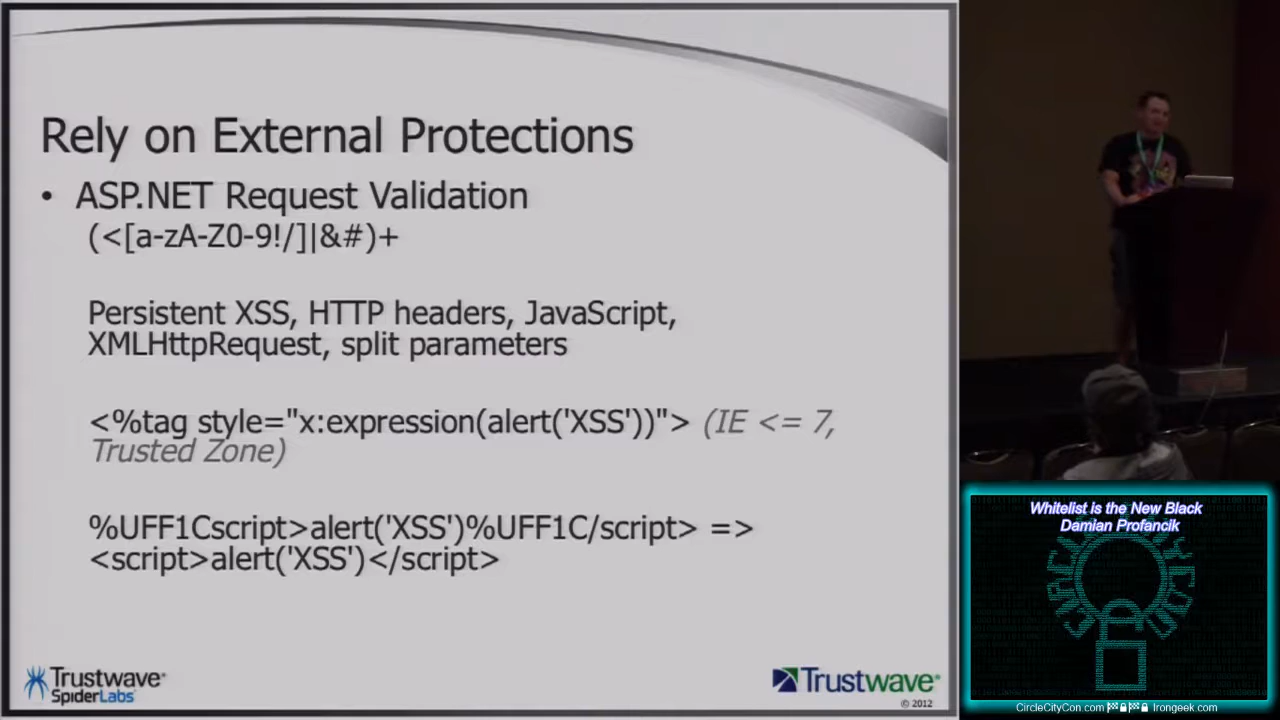 Rely on External Protections
• ASP.NET Request Validation
(<[a-zA-Z0-9!/]|&#)+
Persistent XSS, HTTP headers, JavaScript,
XMLHttpRequest, split parameters
<%tag style="x:expression(alert('XSS'))"> (IE <= 7,
Trusted Zone)
%UFF1Cscript>alert('XSS')%UFF1C/script> =>
<script>alert('XSS')</script>
Trustwave®
SpiderLabs®
Trustwave®
© 2012
Whitelist is the New Black
Damian Profancik
CircleCityCon.com
Irongeek.com